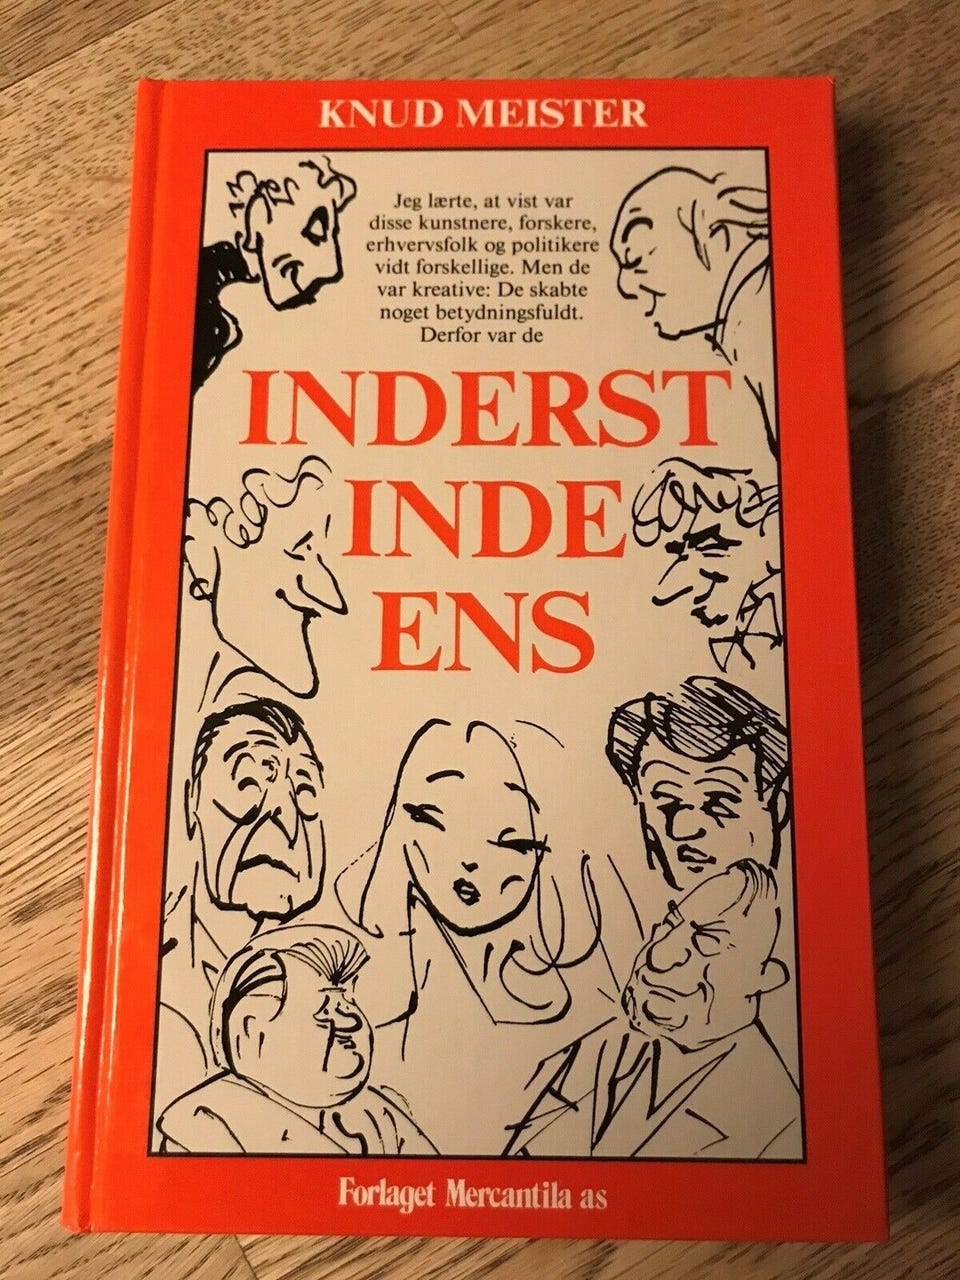 KNUD MEISTER
Jeg lærte, at vist var
disse kunstnere, forskere,
erhvervsfolk og politikere
vidt forskellige. Men de
var kreative: De skabte
noget betydningsfuldt.
Derfor var de
INDERST
INDE
ENS
Forlaget Mercantila as